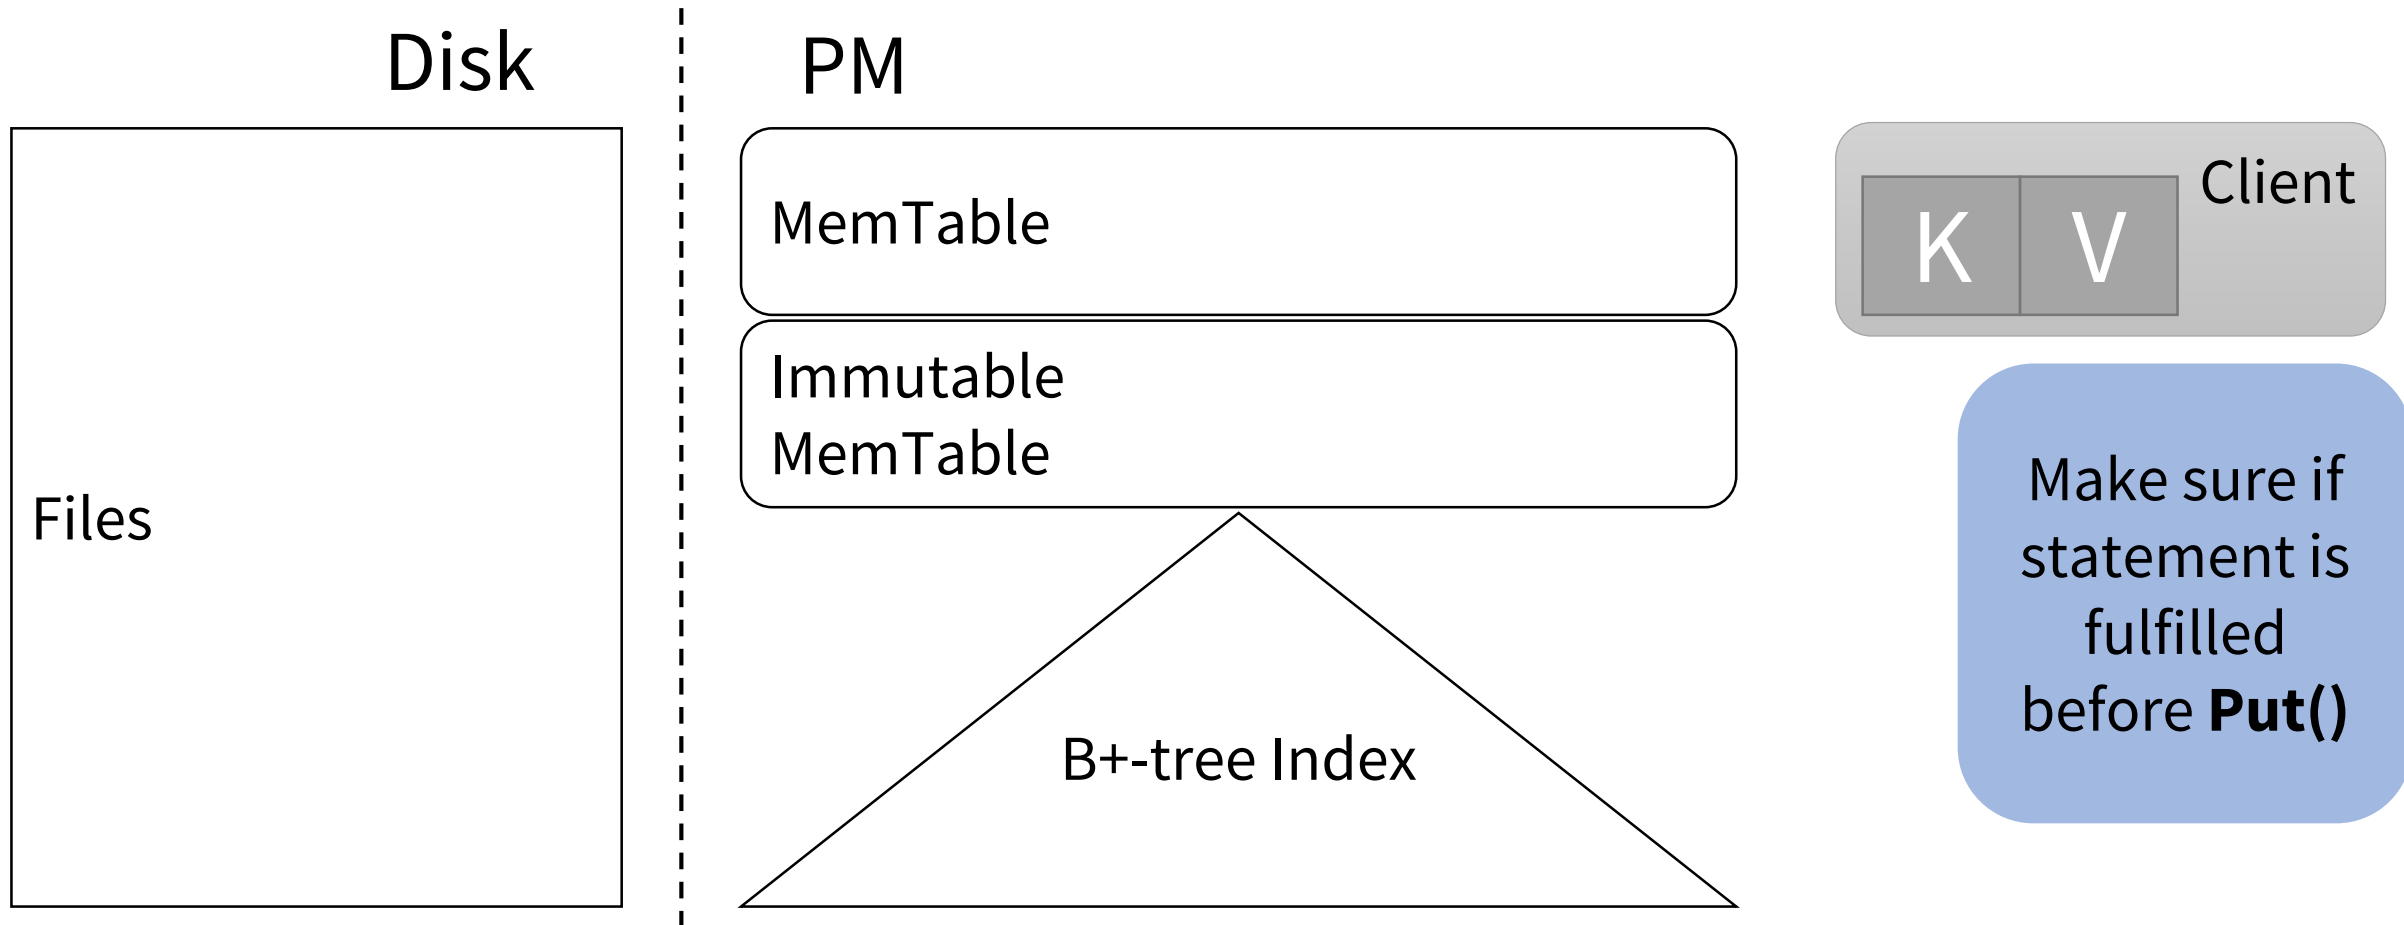 Disk
PM
Files
MemTable
Immutable
MemTable
B+-tree Index
Client
K V
Make sure if
statement is
fulfilled
before Put()